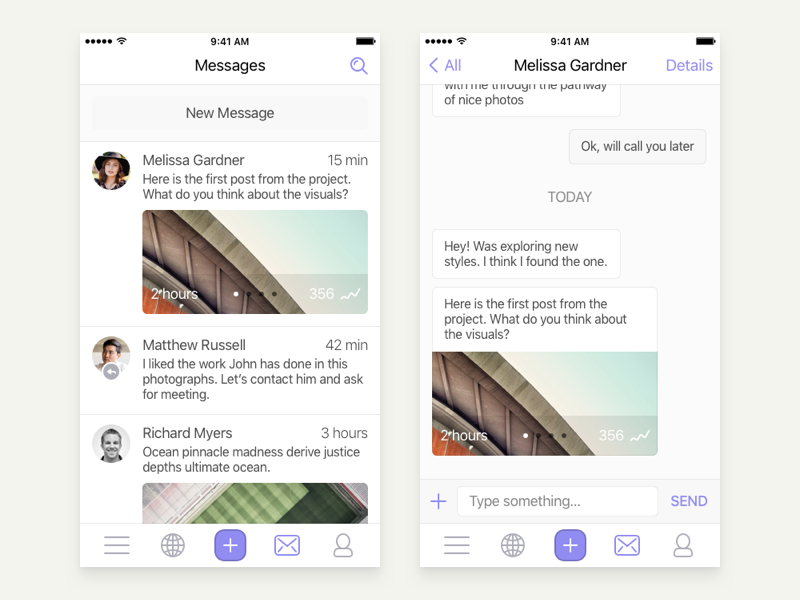 9:41 AM
Messages
New Message
Melissa Gardner
15 min
Here is the first post from the project.
What do you think about the visuals?
2 hours
356
Matthew Russell
42 min
I liked the work John has done in this
photographs. Let’s contact him and ask
for meeting.
Richard Myers
3 hours
Ocean pinnacle madness derive justice
depths ultimate ocean.
9:41 AM
All
Melissa Gardner
Details
with me through the pathway
of nice photos
Ok, will call you later
TODAY
Hey! Was exploring new
styles. I think I found the one.
Here is the first post from the
project. What do you think about
the visuals?
2 hours
356
Type something...
SEND